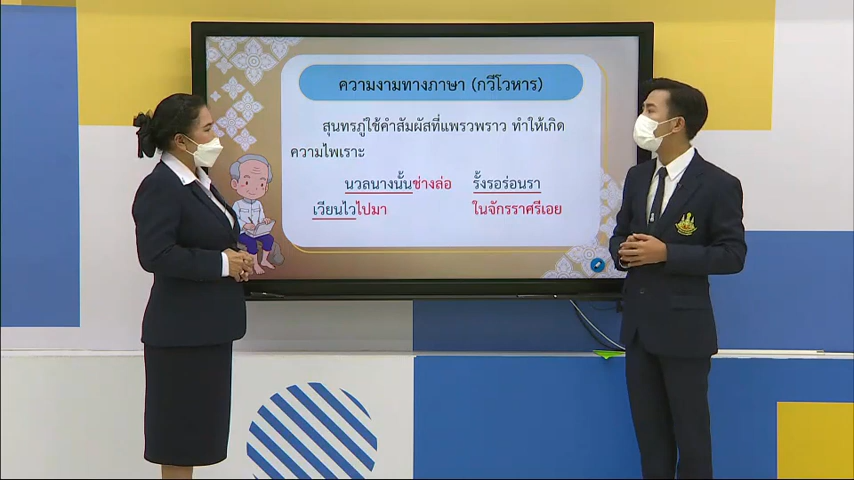 ความงามทางภาษา (กวีโวหาร)
สุนทรภู่ใช้คำสัมผัสที่แพรวพราว ทำให้เกิด
ความไพเราะ
นวลนางนั้นช่างล่อ รั้งรอร่อนรา
เวียนไวไปมา ในจักรราศรีเอย